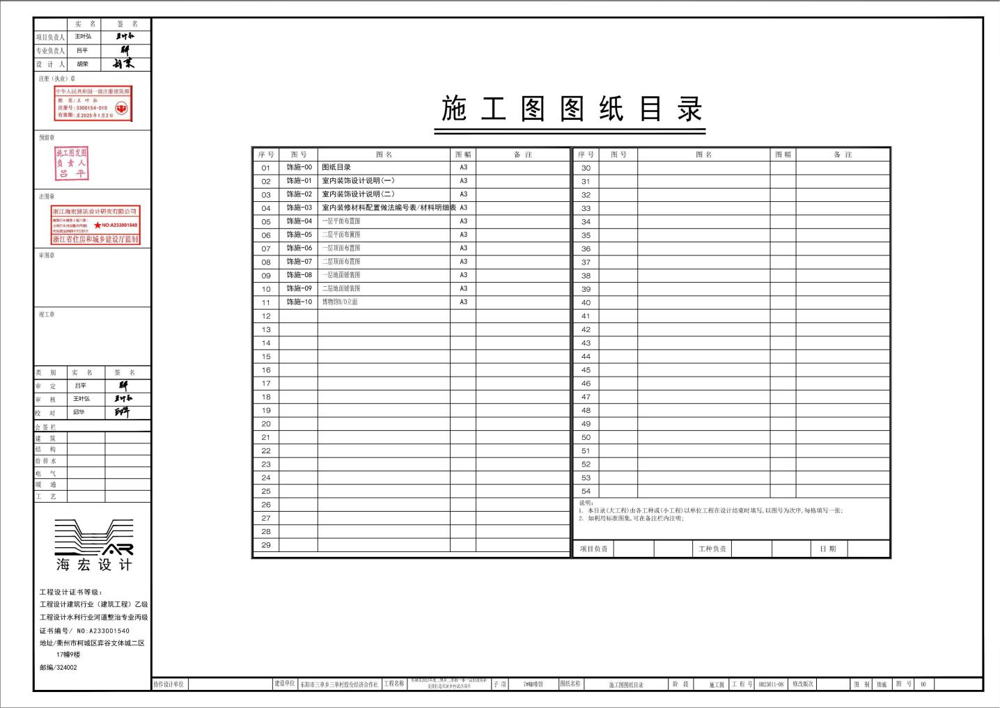 实 名 签 名
项目负责人 王叶弘 王叶弘
专业负责人 吕平
设 计 人 胡荣 胡荣
注册（执业）章
中华人民共和国一级注册建筑师
姓 名:王 叶 弘
注册号:3300154-010
有效期:至2025年1月2日
预留章
施工图发图
负 责 人
吕 平
出图章
浙江海宏建筑设计研究有限公司
NO:A233001540
浙江省住房和城乡建设厅监制
审图章
竣工章
类 别 实 名 签 名
审 定 吕平
审 核 王叶弘 王叶弘
校 对 邱华 邱华
会签栏
建 筑
结 构
给排水
电 气
暖 通
工 艺
AR
海宏设计
工程设计证书等级：
工程设计建筑行业（建筑工程）乙级
工程设计水利行业河道整治专业丙级
证书编号/ NO:A233001540
地址/衢州市柯城区弈谷文体城二区
17幢9楼
邮编/324002
施工图图纸目录
序号 图号 图名 图幅 备注
01 饰施-00 图纸目录 A3
02 饰施-01 室内装饰设计说明(一) A3
03 饰施-02 室内装饰设计说明(二) A3
04 饰施-03 室内装修材料配置做法编号表/材料明细表 A3
05 饰施-04 一层平面布置图 A3
06 饰施-05 二层平面布置图 A3
07 饰施-06 一层顶面布置图 A3
08 饰施-07 二层顶面布置图 A3
09 饰施-08 一层地面铺装图 A3
10 饰施-09 二层地面铺装图 A3
11 饰施-10 博物馆B/D立面 A3
12
13
14
15
16
17
18
19
20
21
22
23
24
25
26
27
28
29
序号 图号 图名 图幅 备注
30
31
32
33
34
35
36
37
38
39
40
41
42
43
44
45
46
47
48
49
50
51
52
53
54
说明：
1. 本目录(大工程)由各工种或(小工程)以单位工程在设计结束时填写,以图号为次序,每格填写一张;
2. 如利用标准图集,可在备注栏内注明;
项目负责 工种负责 日期
协作设计单位 建设单位 东阳市三单乡三单村股份经济合作社 工程名称 支持打造共富乡村试点项目 子 项 7#咖啡馆 图纸名称 施工图图纸目录 阶 段 施工图 工 程 号 HH23011-08 修改版次 图 别 饰施 图 号 00